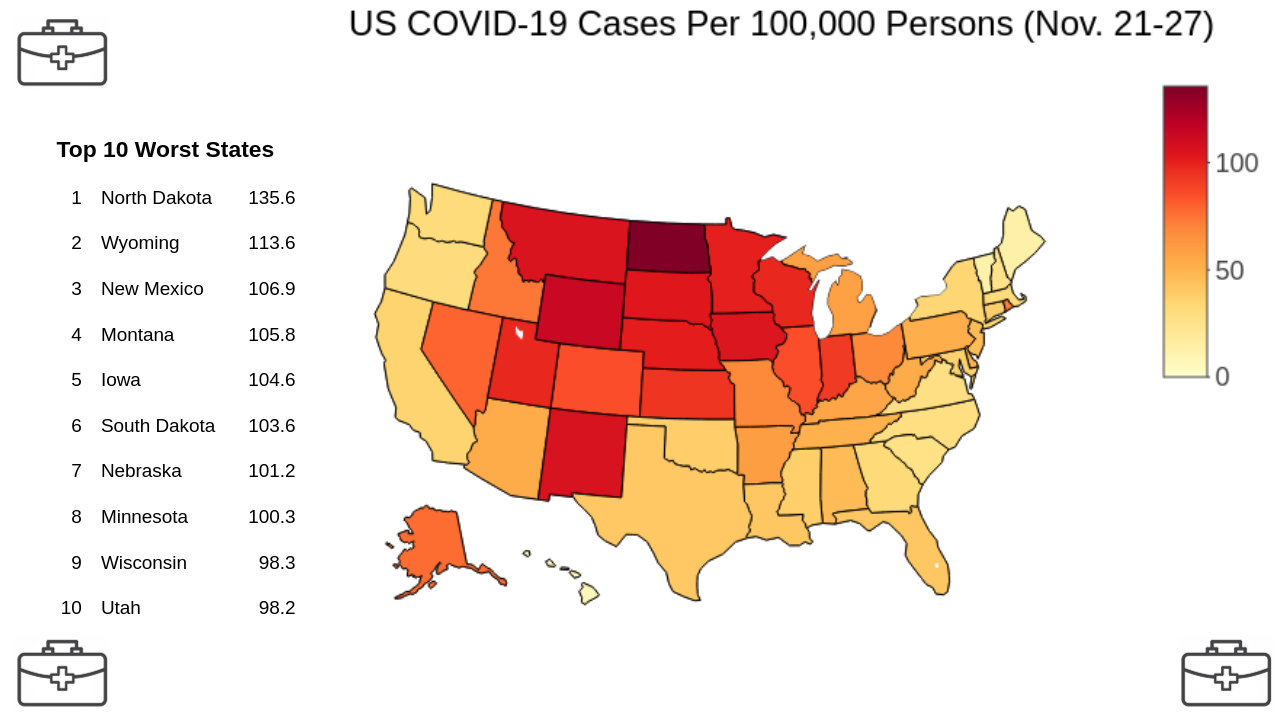 US COVID-19 Cases Per 100,000 Persons (Nov. 21-27)
Top 10 Worst States
1 North Dakota 135.6
2 Wyoming 113.6
3 New Mexico 106.9
4 Montana 105.8
5 Iowa 104.6
6 South Dakota 103.6
7 Nebraska 101.2
8 Minnesota 100.3
9 Wisconsin 98.3
10 Utah 98.2
100
50
0